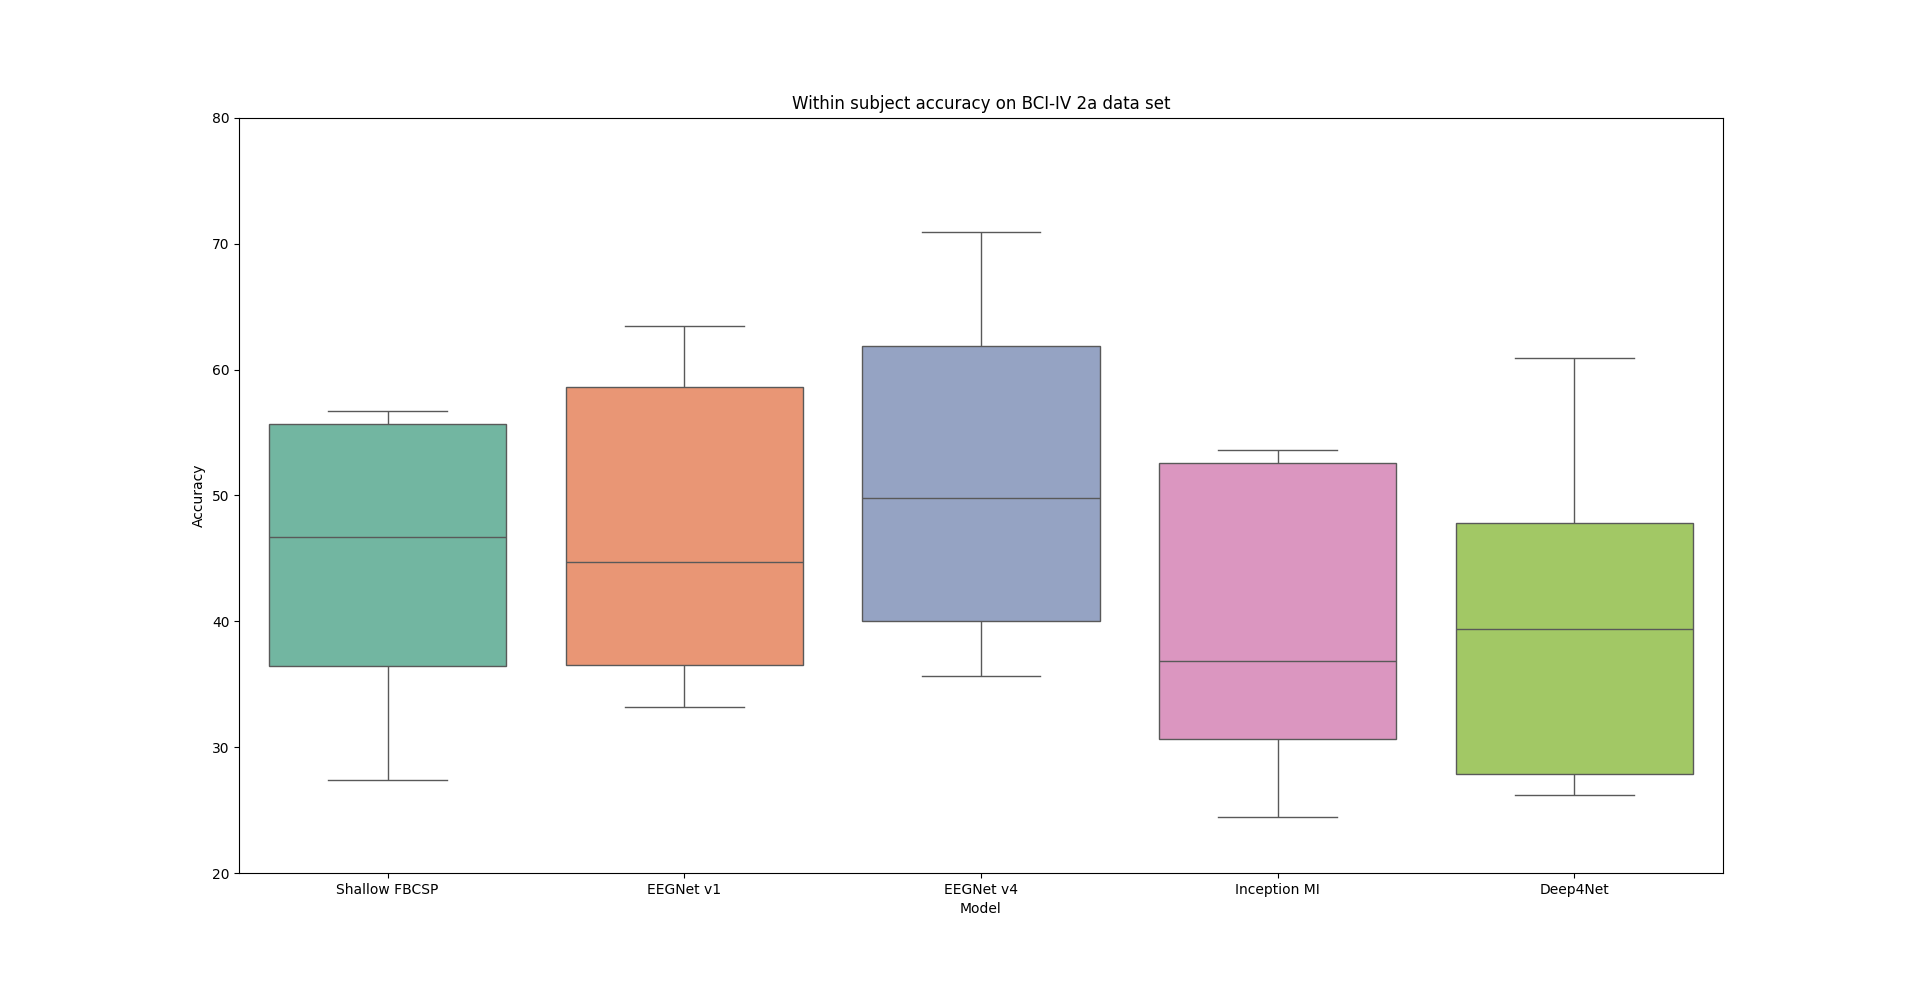 Within subject accuracy on BCI-IV 2a data set
80
70
60
50
40
30
20
Accuracy
Shallow FBCSP
EEGNet v1
EEGNet v4
Inception MI
Deep4Net
Model